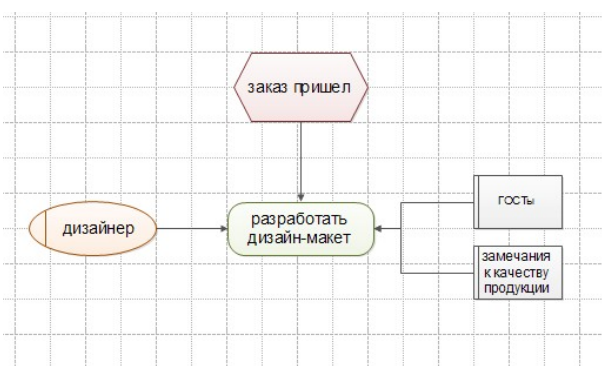 заказ пришел
дизайнер
разработать
дизайн-макет
ГОСТы
замечания
к качеству
продукции